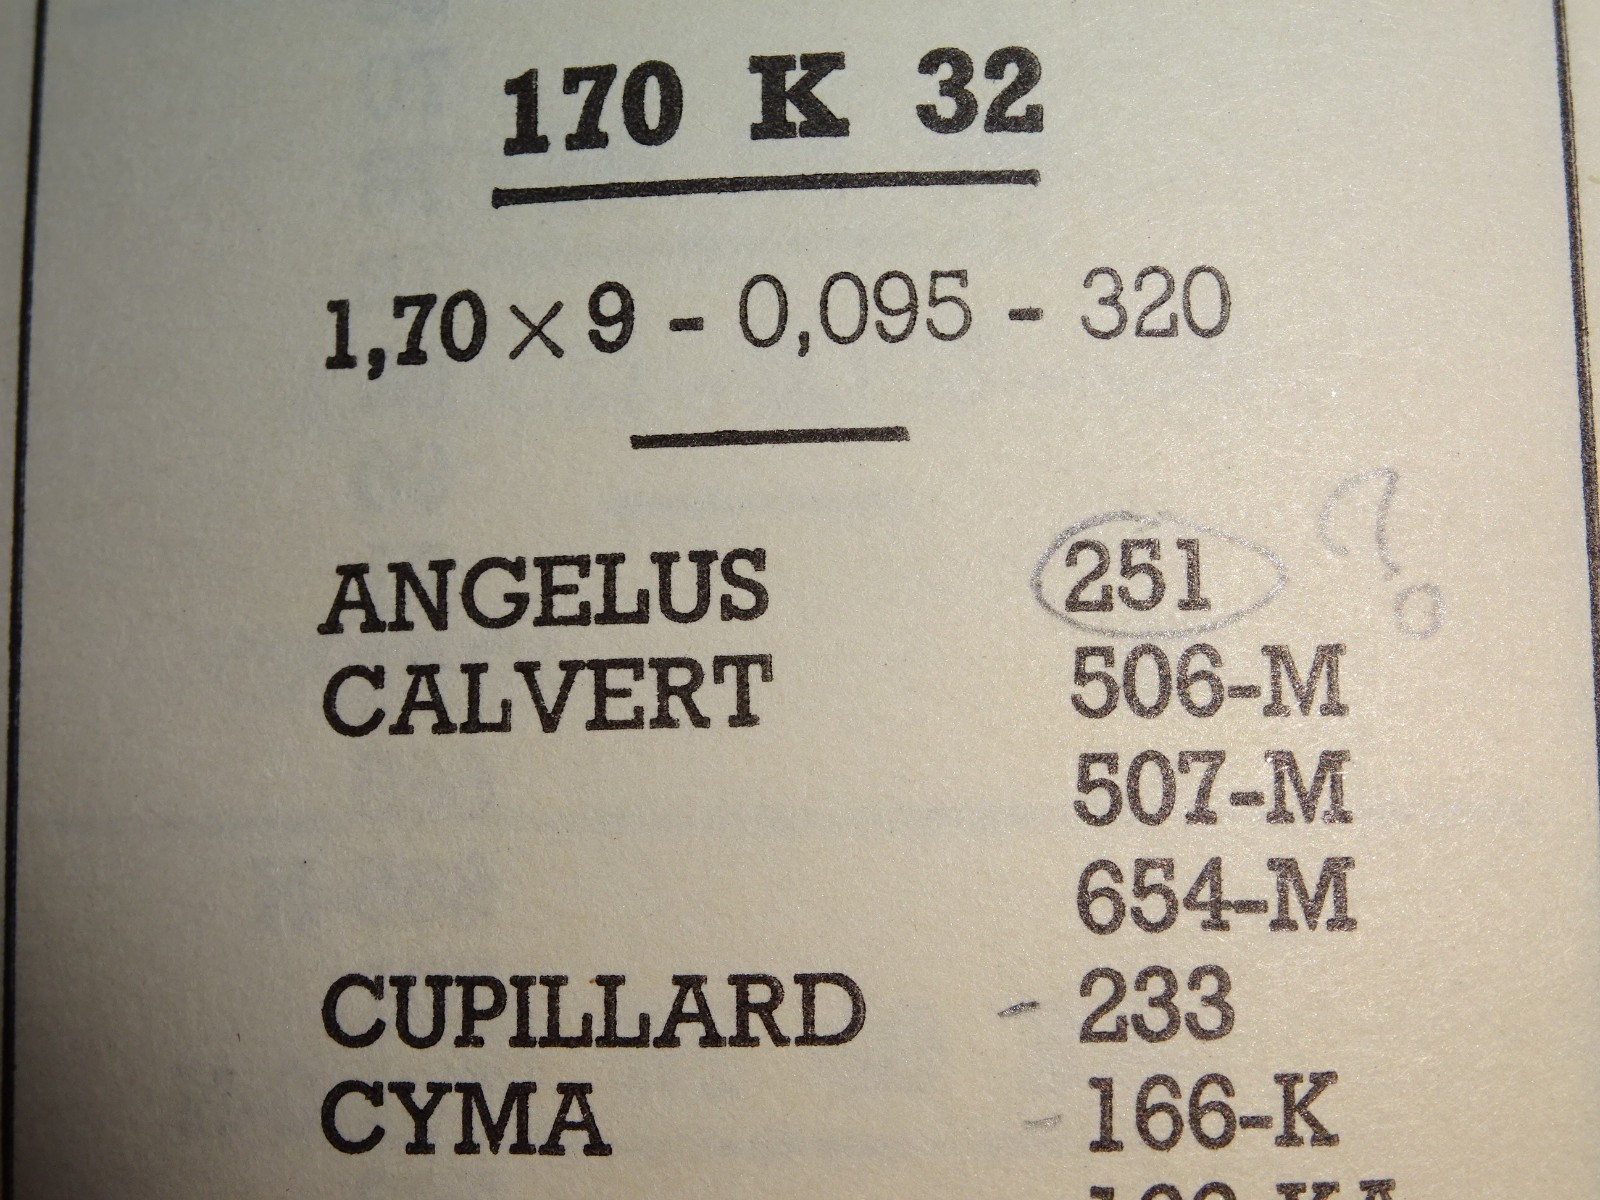 170 K 32
1,70 × 9 - 0,095 - 320
ANGELUS 251 ?
CALVERT 506-M
507-M
654-M
CUPILLARD - 233
CYMA - 166-K